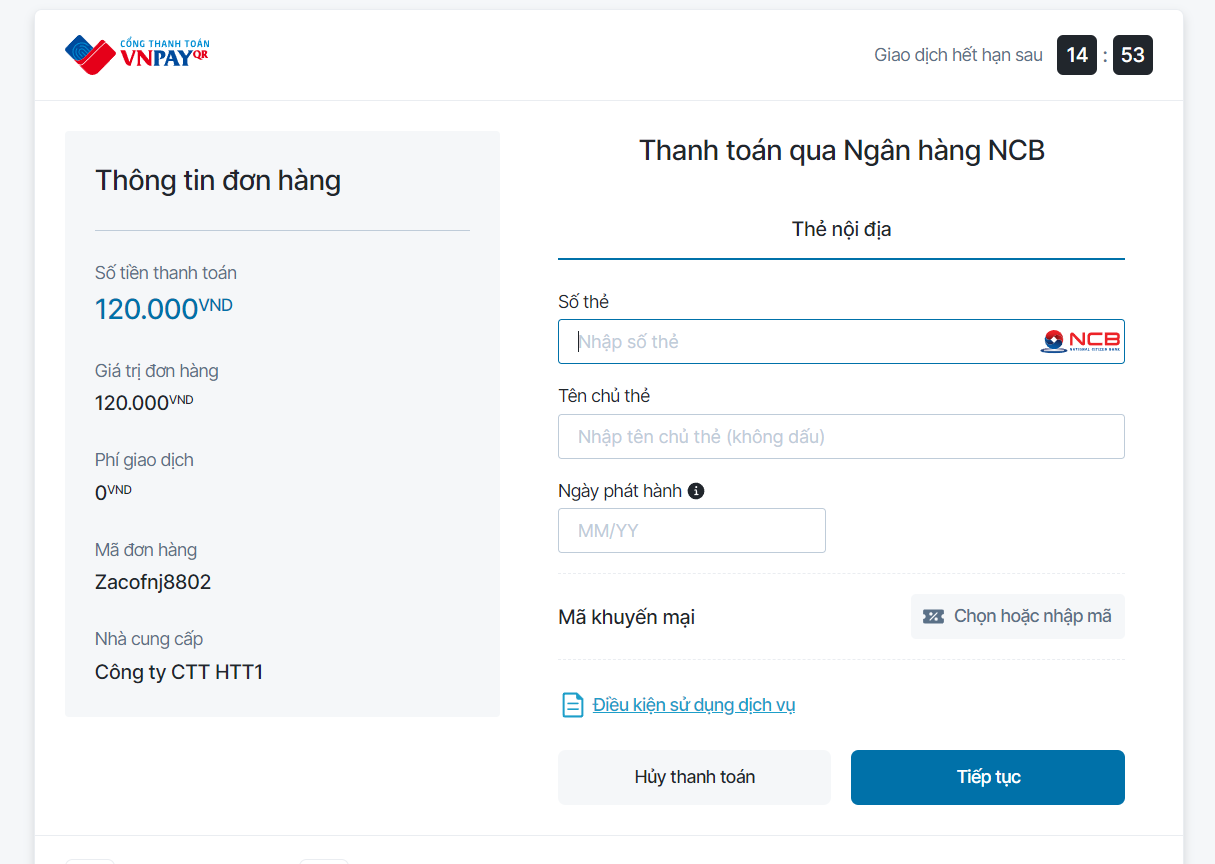 CỔNG THANH TOÁN
VNPAYQR
Giao dịch hết hạn sau 14 : 53
Thông tin đơn hàng
Số tiền thanh toán
120.000VND
Giá trị đơn hàng
120.000VND
Phí giao dịch
0VND
Mã đơn hàng
Zacofnj8802
Nhà cung cấp
Công ty CTT HTT1
Thanh toán qua Ngân hàng NCB
Thẻ nội địa
Số thẻ
Nhập số thẻ
NCB
NATIONAL CITIZEN BANK
Tên chủ thẻ
Nhập tên chủ thẻ (không dấu)
Ngày phát hành
MM/YY
Mã khuyến mại
Chọn hoặc nhập mã
Điều kiện sử dụng dịch vụ
Hủy thanh toán
Tiếp tục